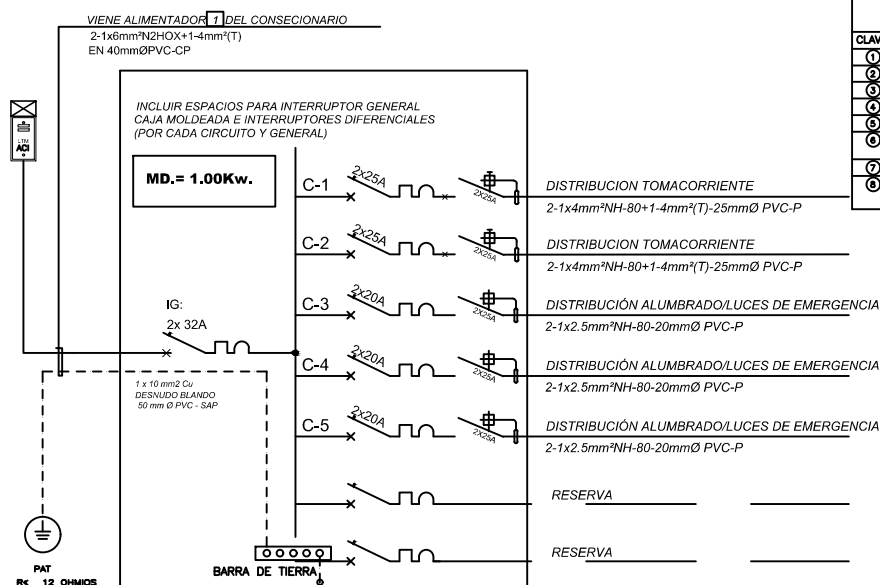 VIENE ALIMENTADOR 1 DEL CONSECIONARIO
2-1x6mm²N2HOX+1-4mm²(T)
EN 40mmØPVC-CP
CLAV
1
2
3
4
5
6
7
8
LTM
ACI
INCLUIR ESPACIOS PARA INTERRUPTOR GENERAL
CAJA MOLDEADA E INTERRUPTORES DIFERENCIALES
(POR CADA CIRCUITO Y GENERAL)
MD.= 1.00Kw.
C-1 2x25A 2X25A DISTRIBUCION TOMACORRIENTE
2-1x4mm²NH-80+1-4mm²(T)-25mmØ PVC-P
C-2 2x25A 2X25A DISTRIBUCION TOMACORRIENTE
2-1x4mm²NH-80+1-4mm²(T)-25mmØ PVC-P
C-3 2x20A 2X25A DISTRIBUCIÓN ALUMBRADO/LUCES DE EMERGENCIA
2-1x2.5mm²NH-80-20mmØ PVC-P
IG:
2x 32A
C-4 2x20A 2X25A DISTRIBUCIÓN ALUMBRADO/LUCES DE EMERGENCIA
2-1x2.5mm²NH-80-20mmØ PVC-P
1 x 10 mm2 Cu
DESNUDO BLANDO
50 mm Ø PVC - SAP
C-5 2x20A 2X25A DISTRIBUCIÓN ALUMBRADO/LUCES DE EMERGENCIA
2-1x2.5mm²NH-80-20mmØ PVC-P
RESERVA
RESERVA
BARRA DE TIERRA
PAT
R< 12 OHMIOS